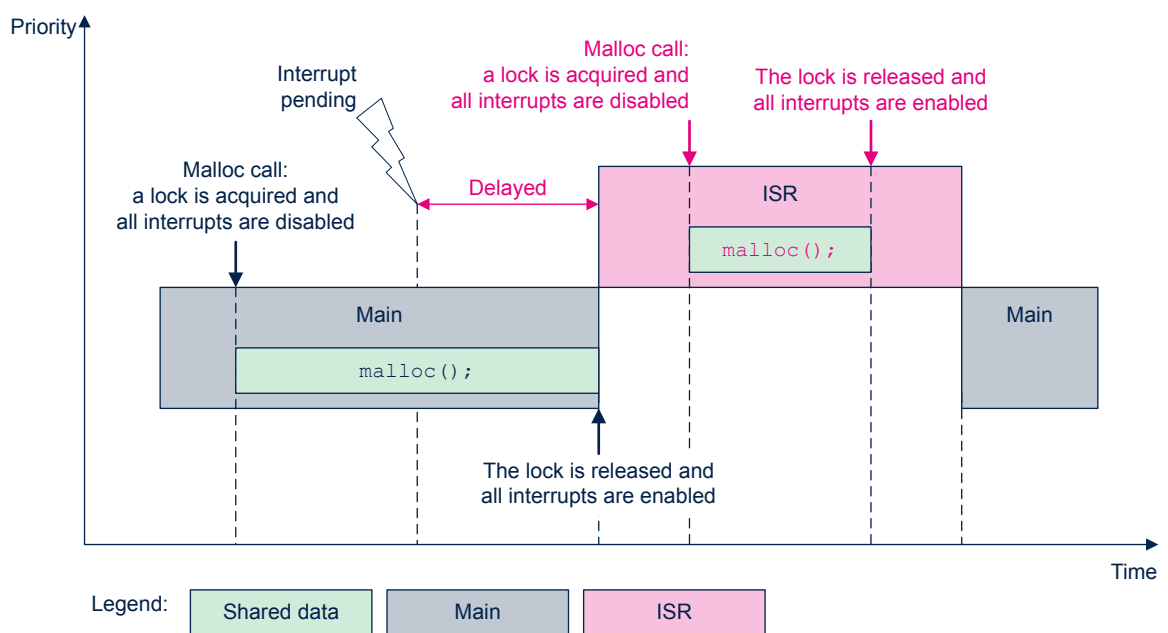 Priority
Malloc call:
a lock is acquired and
all interrupts are disabled
The lock is released and
all interrupts are enabled
Interrupt
pending
Malloc call:
a lock is acquired and
all interrupts are disabled
Delayed
ISR
malloc();
Main
Main
malloc();
The lock is released and
all interrupts are enabled
Time
Legend:
Shared data
Main
ISR